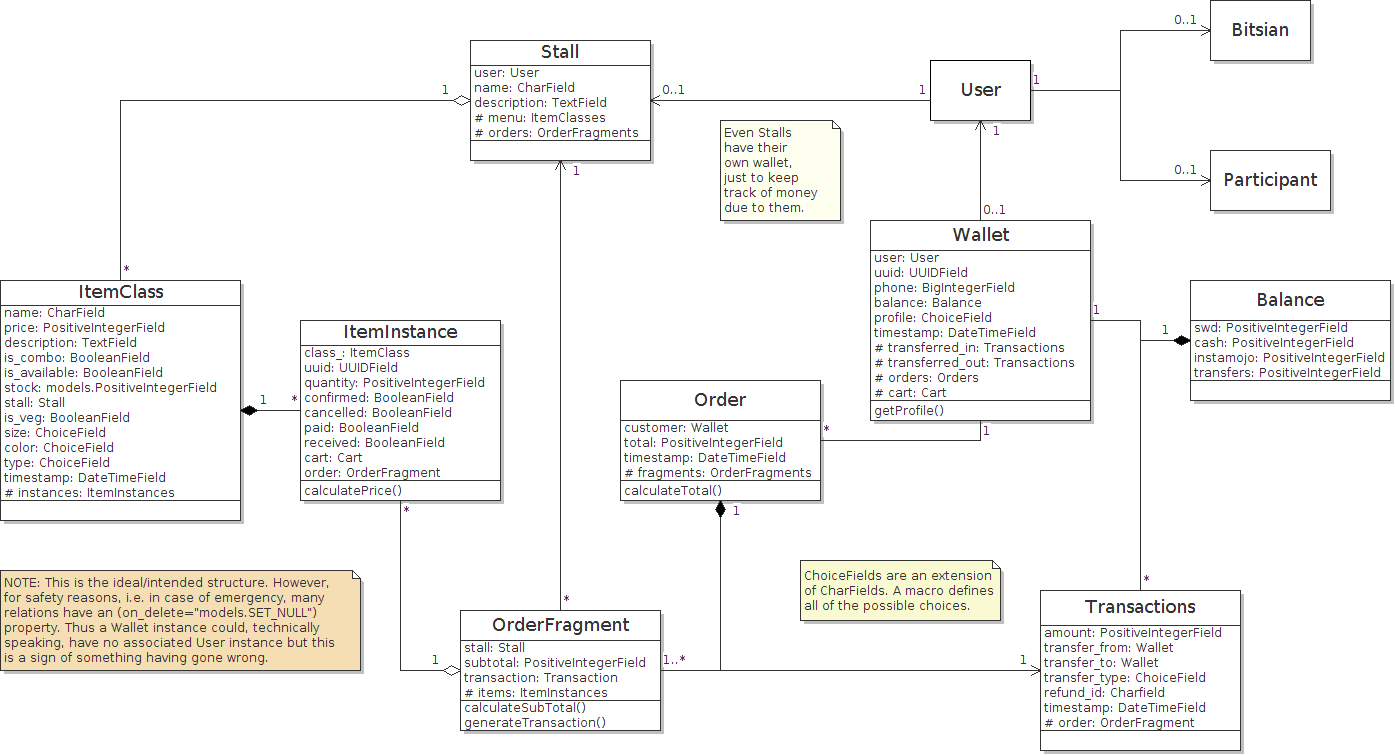 Stall
user: User
name: CharField
description: TextField
# menu: ItemClasses
# orders: OrderFragments
1
0..1
1
1
User
1
1
0..1
Bitsian
0..1
Participant
Even Stalls
have their
own wallet,
just to keep
track of money
due to them.
0..1
Wallet
user: User
uuid: UUIDField
phone: BigIntegerField
balance: Balance
profile: ChoiceField
timestamp: DateTimeField
# transferred_in: Transactions
# transferred_out: Transactions
# orders: Orders
# cart: Cart
getProfile()
1
1
1
Balance
swd: PositiveIntegerField
cash: PositiveIntegerField
instamojo: PositiveIntegerField
transfers: PositiveIntegerField
*
ItemClass
name: CharField
price: PositiveIntegerField
description: TextField
is_combo: BooleanField
is_available: BooleanField
stock: models.PositiveIntegerField
stall: Stall
is_veg: BooleanField
size: ChoiceField
color: ChoiceField
type: ChoiceField
timestamp: DateTimeField
# instances: ItemInstances
1
*
ItemInstance
class_: ItemClass
uuid: UUIDField
quantity: PositiveIntegerField
confirmed: BooleanField
cancelled: BooleanField
paid: BooleanField
received: BooleanField
cart: Cart
order: OrderFragment
calculatePrice()
*
Order
customer: Wallet
total: PositiveIntegerField
timestamp: DateTimeField
# fragments: OrderFragments
calculateTotal()
*
1
NOTE: This is the ideal/intended structure. However,
for safety reasons, i.e. in case of emergency, many
relations have an (on_delete="models.SET_NULL")
property. Thus a Wallet instance could, technically
speaking, have no associated User instance but this
is a sign of something having gone wrong.
ChoiceFields are an extension
of CharFields. A macro defines
all of the possible choices.
*
1
OrderFragment
stall: Stall
subtotal: PositiveIntegerField
transaction: Transaction
# items: ItemInstances
calculateSubTotal()
generateTransaction()
1..*
1
*
Transactions
amount: PositiveIntegerField
transfer_from: Wallet
transfer_to: Wallet
transfer_type: ChoiceField
refund_id: Charfield
timestamp: DateTimeField
# order: OrderFragment